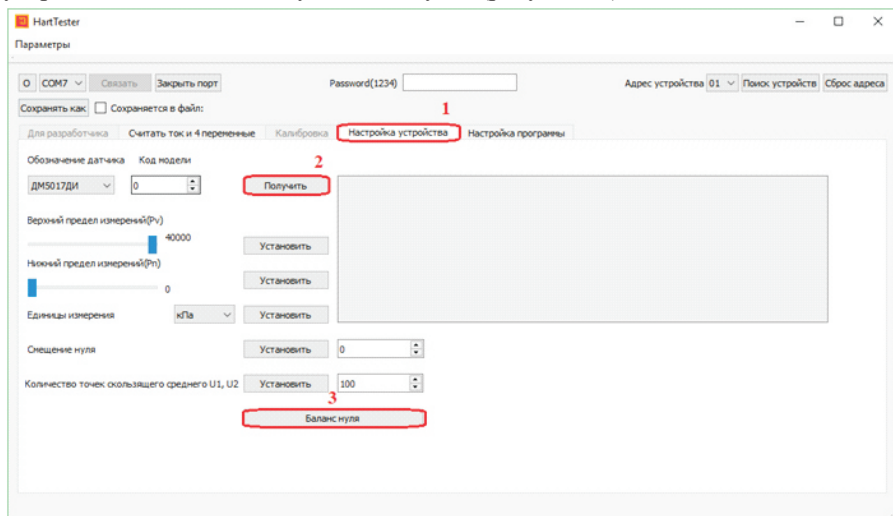 HartTester
Параметры
О COM7 Связать Закрыть порт Password(1234) Адрес устройства 01 Поиск устройств Сброс адреса
Сохранять как Сохраняется в файл:
1
Для разработчика Считать ток и 4 переменные Калибровка Настройка устройства Настройка программы
Обозначение датчика Код модели
2
ДМ5017ДИ 0 Получить
Верхний предел измерений(Pv)
40000
Установить
Нижний предел измерений(Pn)
0
Установить
Единицы измерения кПа Установить
Смещение нуля Установить 0
Количество точек скользящего среднего U1, U2 Установить 100
3
Баланс нуля